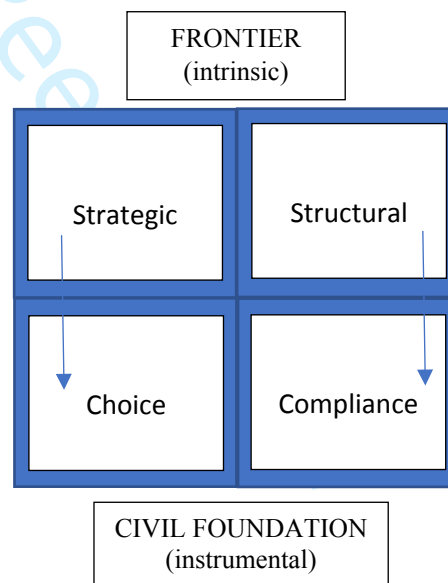 FRONTIER
(intrinsic)
Strategic
Structural
Choice
Compliance
CIVIL FOUNDATION
(instrumental)